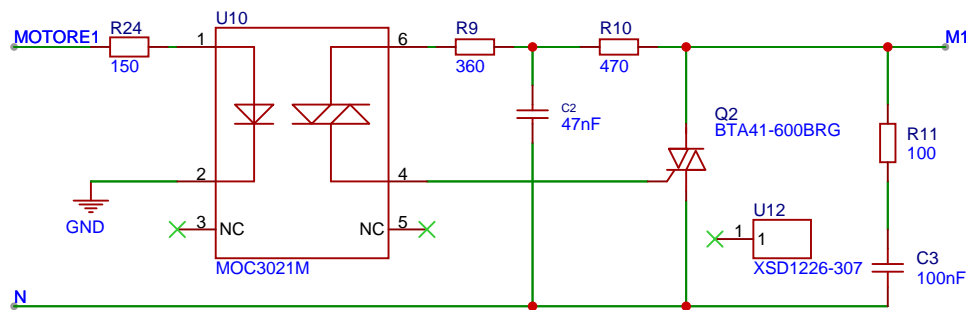 MOTORE1
R24
150
U10
1
6
2
4
3
NC
NC
5
MOC3021M
GND
R9
360
R10
470
C2
47nF
Q2
BTA41-600BRG
M1
R11
100
U12
1
1
XSD1226-307
C3
100nF
N